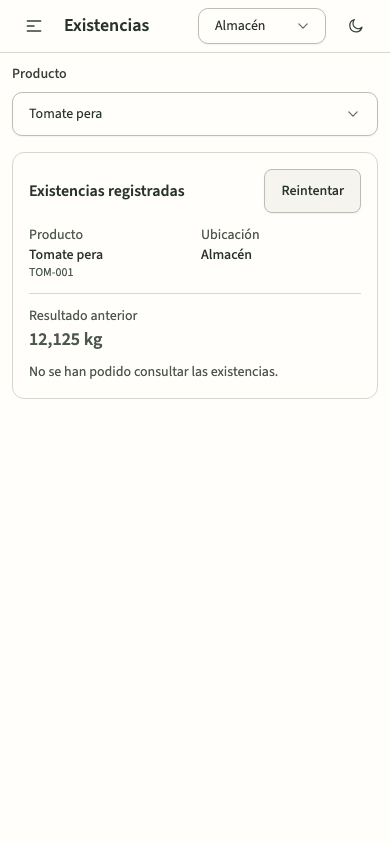 Existencias
Almacén
Producto
Tomate pera
Existencias registradas
Reintentar
Producto
Ubicación
Tomate pera
Almacén
TOM-001
Resultado anterior
12,125 kg
No se han podido consultar las existencias.